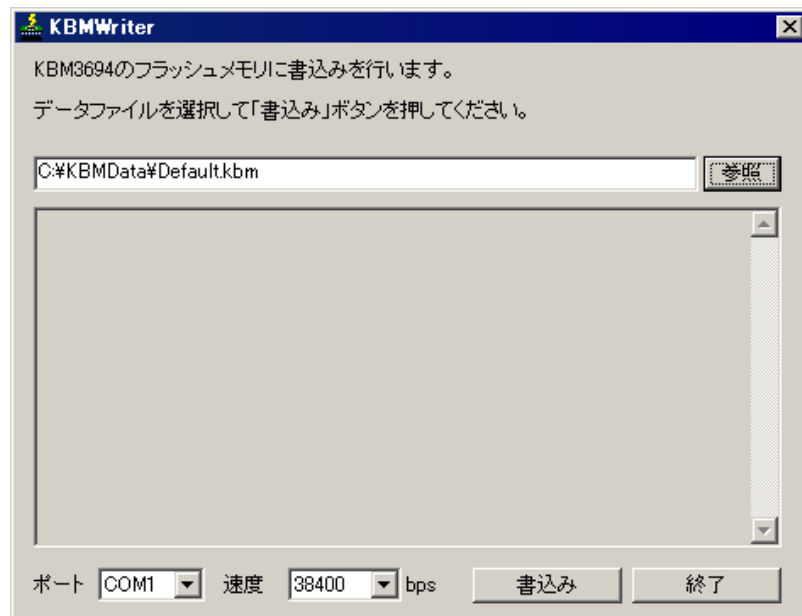 KBMWriter
KBM3694のフラッシュメモリに書込みを行います。
データファイルを選択して「書込み」ボタンを押してください。
C:¥KBMData¥Default.kbm 参照
ポート COM1 速度 38400 bps 書込み 終了